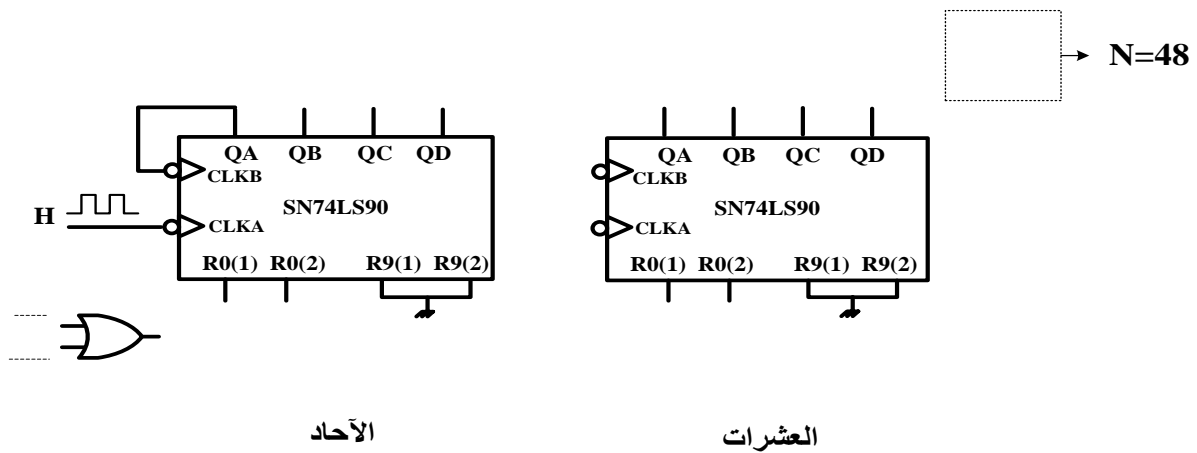 N=48
QA QB QC QD
CLKB
SN74LS90
H
CLKA
R0(1) R0(2) R9(1) R9(2)
QA QB QC QD
CLKB
SN74LS90
CLKA
R0(1) R0(2) R9(1) R9(2)
الآحاد
العشرات